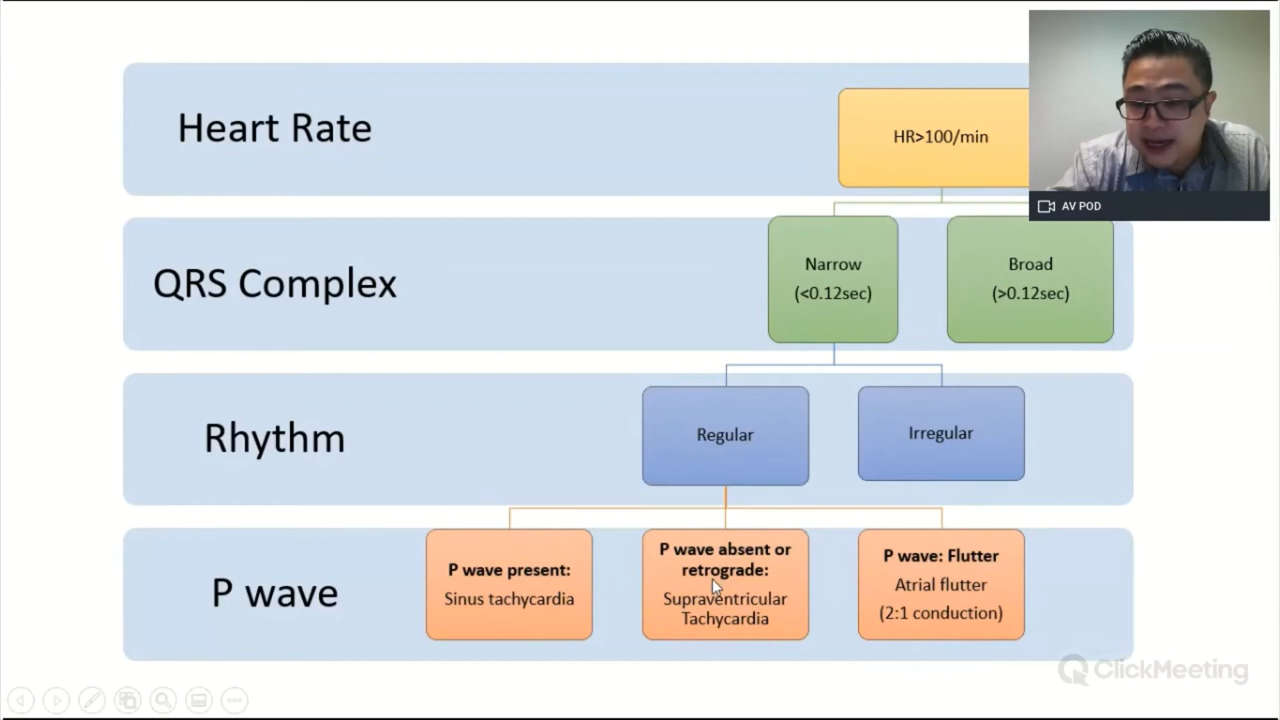 Heart Rate
HR>100/min
AV POD
QRS Complex
Narrow
(<0.12sec)
Broad
(>0.12sec)
Rhythm
Regular
Irregular
P wave
P wave present:
Sinus tachycardia
P wave absent or
retrograde:
Supraventricular
Tachycardia
P wave: Flutter
Atrial flutter
(2:1 conduction)
ClickMeeting